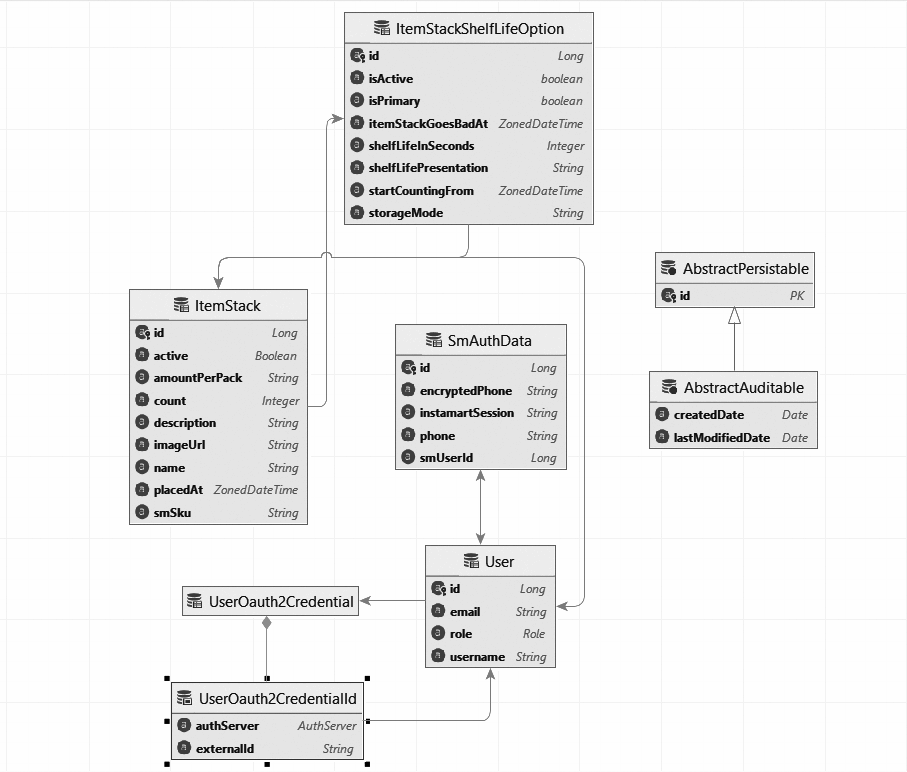 ItemStackShelfLifeOption
id Long
isActive boolean
isPrimary boolean
itemStackGoesBadAt ZonedDateTime
shelfLifeInSeconds Integer
shelfLifePresentation String
startCountingFrom ZonedDateTime
storageMode String
AbstractPersistable
id PK
ItemStack
id Long
active Boolean
amountPerPack String
count Integer
description String
imageUrl String
name String
placedAt ZonedDateTime
smSku String
SmAuthData
id Long
encryptedPhone String
instamartSession String
phone String
smUserId Long
AbstractAuditable
createdDate Date
lastModifiedDate Date
User
id Long
email String
role Role
username String
UserOauth2Credential
UserOauth2CredentialId
authServer AuthServer
externalId String